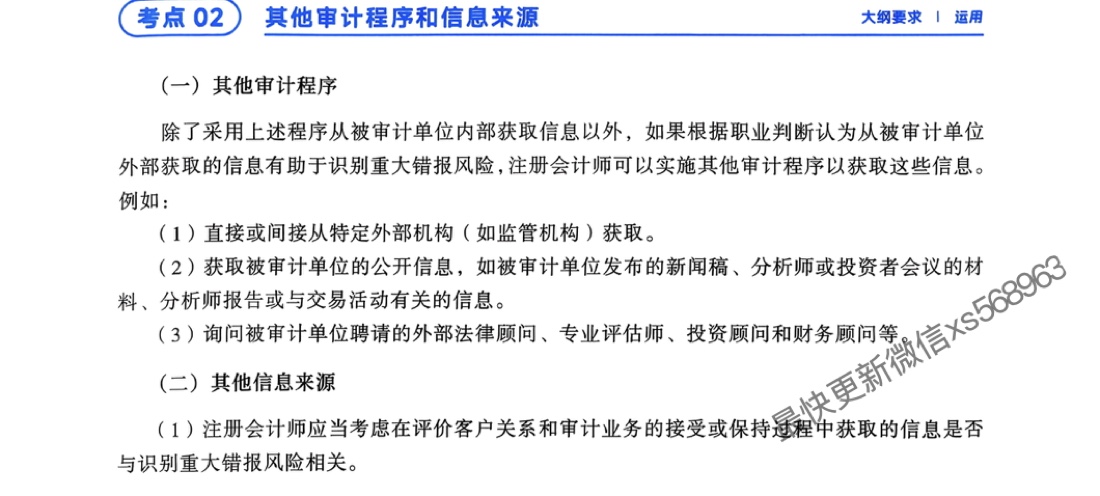 考点 02 其他审计程序和信息来源 大纲要求 | 运用
（一）其他审计程序
除了采用上述程序从被审计单位内部获取信息以外，如果根据职业判断认为从被审计单位
外部获取的信息有助于识别重大错报风险，注册会计师可以实施其他审计程序以获取这些信息。
例如：
（1）直接或间接从特定外部机构（如监管机构）获取。
（2）获取被审计单位的公开信息，如被审计单位发布的新闻稿、分析师或投资者会议的材
料、分析师报告或与交易活动有关的信息。
（3）询问被审计单位聘请的外部法律顾问、专业评估师、投资顾问和财务顾问等。
（二）其他信息来源
（1）注册会计师应当考虑在评价客户关系和审计业务的接受或保持过程中获取的信息是否
与识别重大错报风险相关。
最快更新微信xs568963